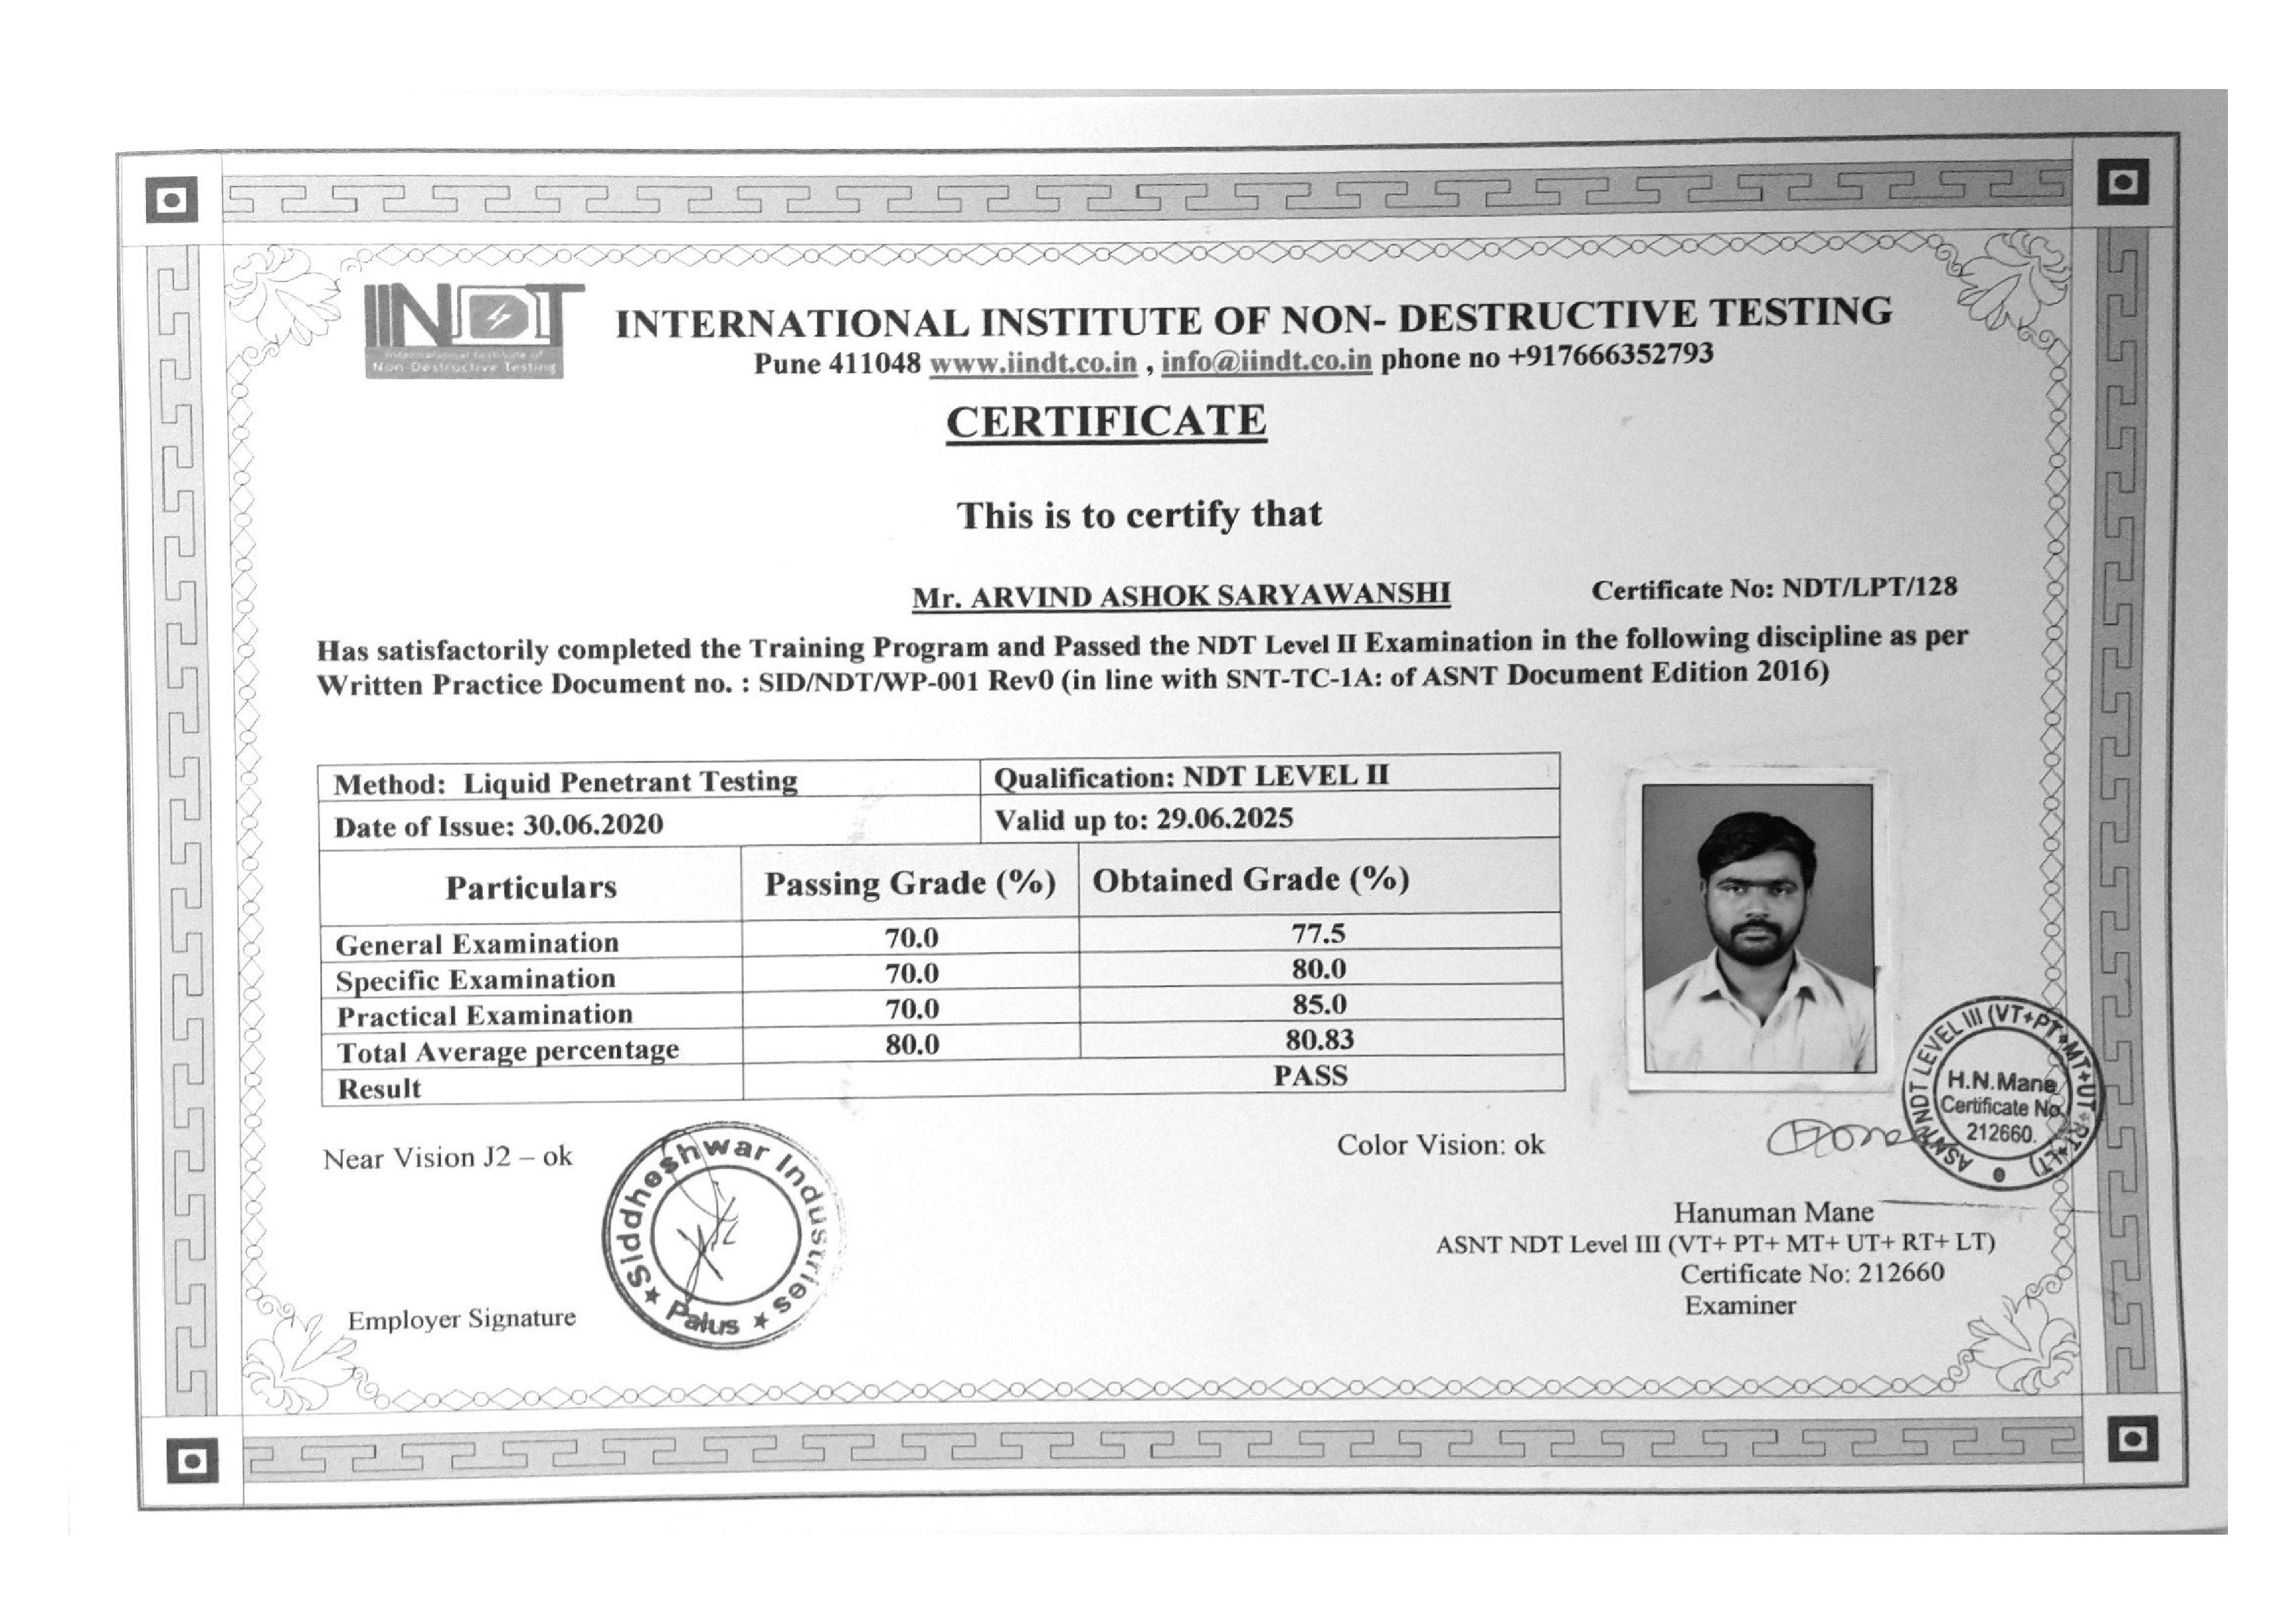 IINDT
International Institute of
Non Destructive Testing
INTERNATIONAL INSTITUTE OF NON- DESTRUCTIVE TESTING
Pune 411048 www.iindt.co.in , info@iindt.co.in phone no +917666352793
CERTIFICATE
This is to certify that
Mr. ARVIND ASHOK SARYAWANSHI Certificate No: NDT/LPT/128
Has satisfactorily completed the Training Program and Passed the NDT Level II Examination in the following discipline as per
Written Practice Document no. : SID/NDT/WP-001 Rev0 (in line with SNT-TC-1A: of ASNT Document Edition 2016)
Method: Liquid Penetrant Testing Qualification: NDT LEVEL II
Date of Issue: 30.06.2020 Valid up to: 29.06.2025
Particulars Passing Grade (%) Obtained Grade (%)
General Examination 70.0 77.5
Specific Examination 70.0 80.0
Practical Examination 70.0 85.0
Total Average percentage 80.0 80.83
Result PASS
ASNT NDT LEVEL III (VT+PT+MT+UT+RT+LT)
H.N.Mane
Certificate No.
212660.
Near Vision J2 – ok Color Vision: ok
Siddheshwar Industries
★ Palus ★
Hanuman Mane
ASNT NDT Level III (VT+ PT+ MT+ UT+ RT+ LT)
Certificate No: 212660
Employer Signature Examiner